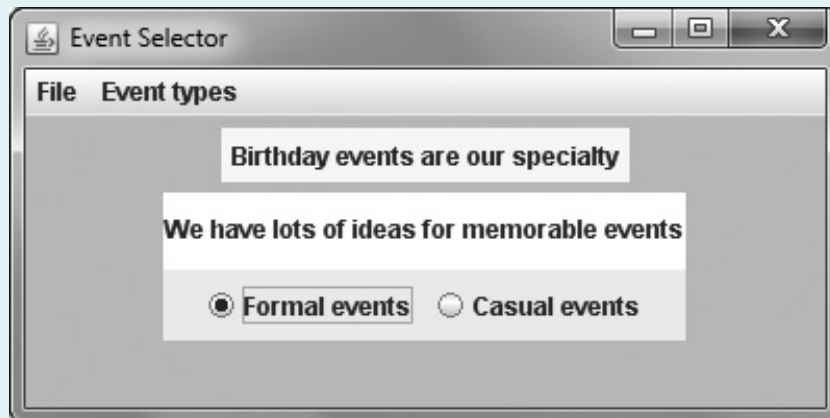 Event Selector
File Event types
Birthday events are our specialty
We have lots of ideas for memorable events
Formal events Casual events